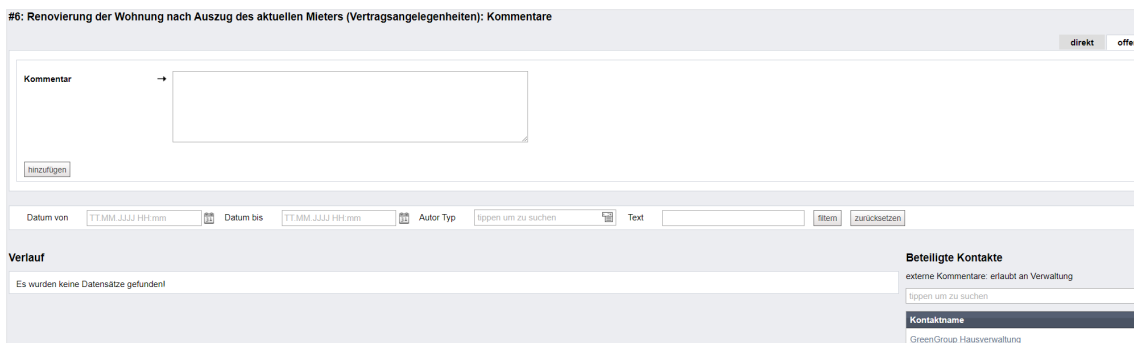 #6: Renovierung der Wohnung nach Auszug des aktuellen Mieters (Vertragsangelegenheiten): Kommentare
direkt
Kommentar →
hinzufügen
Datum von TT.MM.JJJJ HH:mm Datum bis TT.MM.JJJJ HH:mm Autor Typ tippen um zu suchen Text filtern zurücksetzen
Verlauf
Es wurden keine Datensätze gefunden!
Beteiligte Kontakte
externe Kommentare: erlaubt an Verwaltung
tippen um zu suchen
Kontaktname
GreenGroup Hausverwaltung